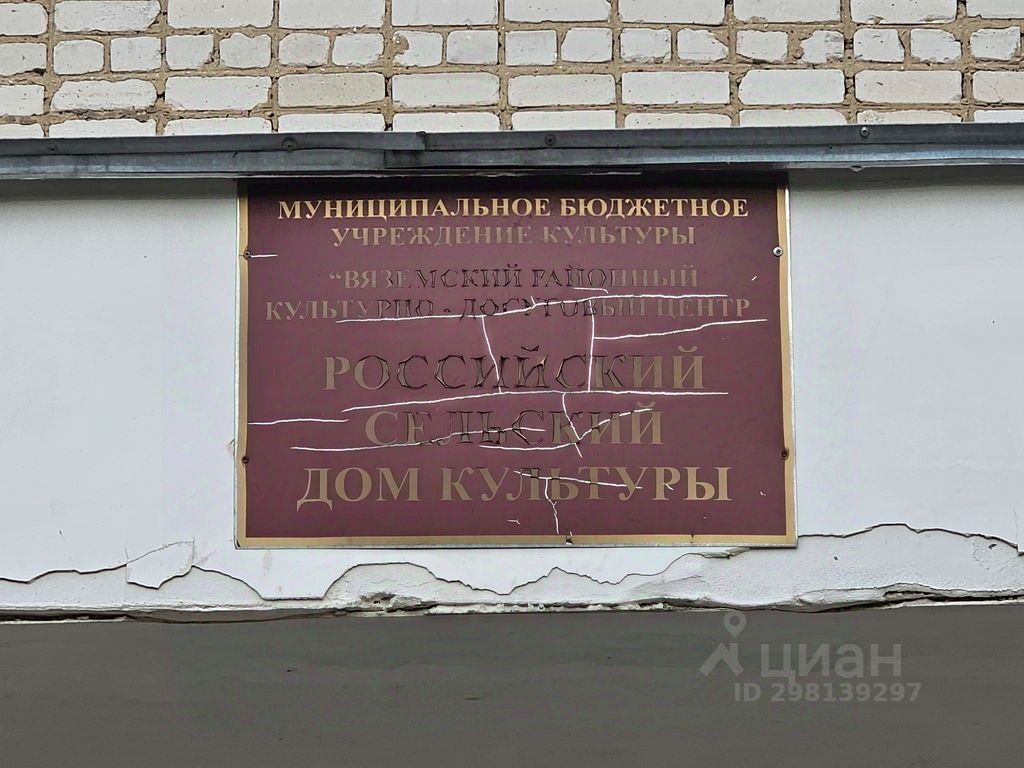 МУНИЦИПАЛЬНОЕ БЮДЖЕТНОЕ
УЧРЕЖДЕНИЕ КУЛЬТУРЫ
“ВЯЗЕМСКИЙ РАЙОННЫЙ
КУЛЬТУРНО - ДОСУГОВЫЙ ЦЕНТР
РОССИЙСКИЙ
СЕЛЬСКИЙ
ДОМ КУЛЬТУРЫ
циан
ID 298139297